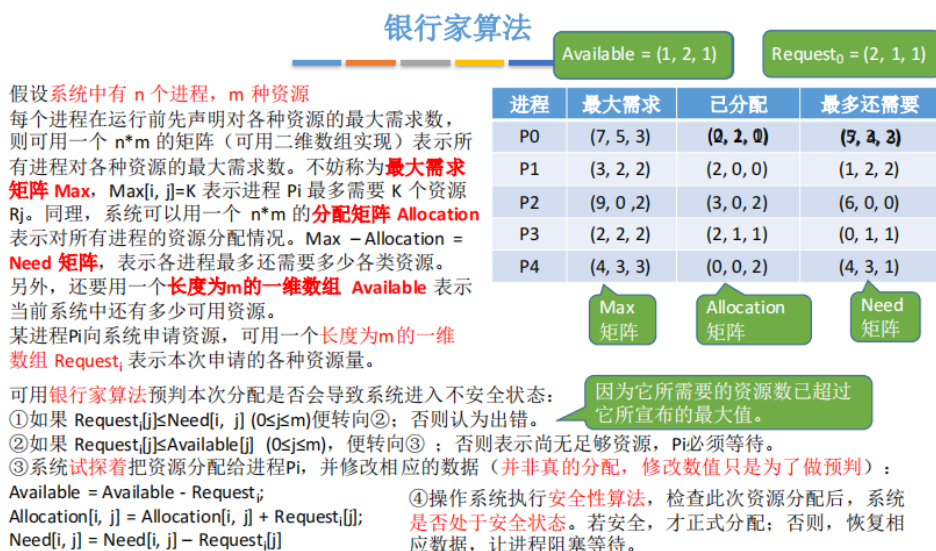 银行家算法
Available = (1, 2, 1)
Request₀ = (2, 1, 1)
假设系统中有 n 个进程，m 种资源
每个进程在运行前先声明对各种资源的最大需求数，
则可用一个 n*m 的矩阵（可用二维数组实现）表示所
有进程对各种资源的最大需求数。不妨称为最大需求
矩阵 Max，Max[i, j]=K 表示进程 Pi 最多需要 K 个资源
Rj。同理，系统可以用一个 n*m 的分配矩阵 Allocation
表示对所有进程的资源分配情况。Max – Allocation =
Need 矩阵，表示各进程最多还需要多少各类资源。
另外，还要用一个长度为m的一维数组 Available 表示
当前系统中还有多少可用资源。
某进程Pi向系统申请资源，可用一个长度为m的一维
数组 Requestᵢ 表示本次申请的各种资源量。
进程 最大需求 已分配 最多还需要
P0 (7, 5, 3)
P1 (3, 2, 2) (2, 0, 0) (1, 2, 2)
P2 (9, 0 ,2) (3, 0, 2) (6, 0, 0)
P3 (2, 2, 2) (2, 1, 1) (0, 1, 1)
P4 (4, 3, 3) (0, 0, 2) (4, 3, 1)
Max
矩阵
Allocation
矩阵
Need
矩阵
可用银行家算法预判本次分配是否会导致系统进入不安全状态：
①如果 Requestᵢ[j]≤Need[i, j] (0≤j≤m)便转向②；否则认为出错。
因为它所需要的资源数已超过
它所宣布的最大值。
②如果 Requestᵢ[j]≤Available[j] (0≤j≤m)，便转向③ ；否则表示尚无足够资源，Pi必须等待。
③系统试探着把资源分配给进程Pi，并修改相应的数据（并非真的分配，修改数值只是为了做预判）：
Available = Available - Requestᵢ;
Allocation[i, j] = Allocation[i, j] + Requestᵢ[j];
Need[i, j] = Need[i, j] – Requestᵢ[j]
④操作系统执行安全性算法，检查此次资源分配后，系统
是否处于安全状态。若安全，才正式分配；否则，恢复相
应数据，让进程阻塞等待。